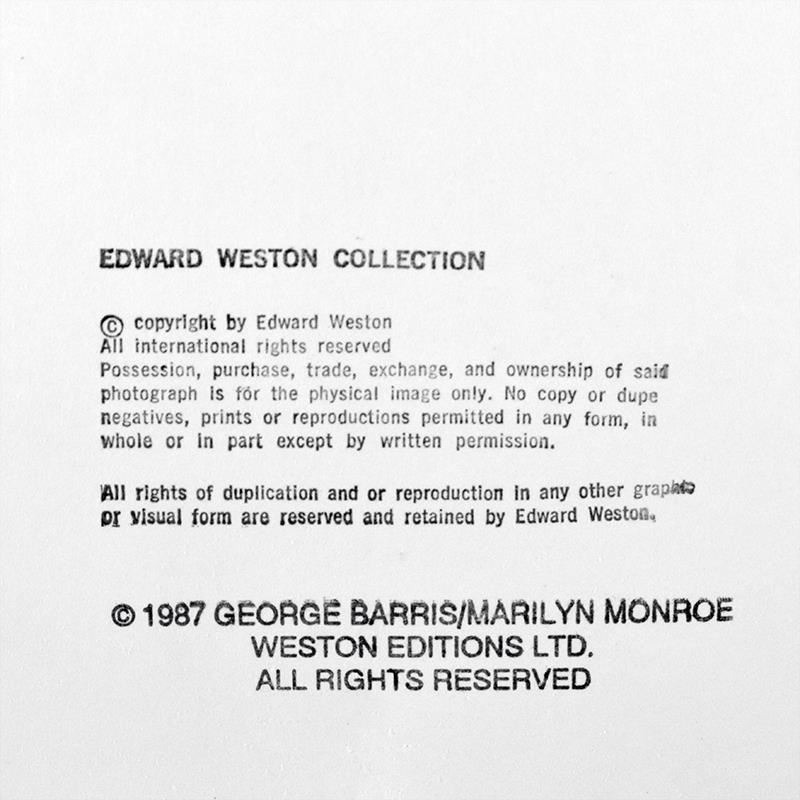 EDWARD WESTON COLLECTION
© copyright by Edward Weston
All international rights reserved
Possession, purchase, trade, exchange, and ownership of said
photograph is for the physical image only. No copy or dupe
negatives, prints or reproductions permitted in any form, in
whole or in part except by written permission.
All rights of duplication and or reproduction in any other graphic
or visual form are reserved and retained by Edward Weston.
© 1987 GEORGE BARRIS/MARILYN MONROE
WESTON EDITIONS LTD.
ALL RIGHTS RESERVED